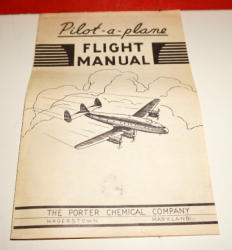 Pilot-a-plane
FLIGHT
MANUAL
THE PORTER CHEMICAL COMPANY
HAGERSTOWN MARYLAND